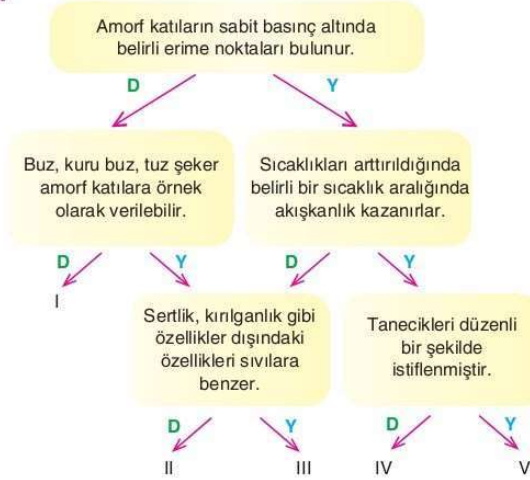 Amorf katıların sabit basınç altında
belirli erime noktaları bulunur.
D
Y
Buz, kuru buz, tuz şeker
amorf katılara örnek
olarak verilebilir.
Sıcaklıkları arttırıldığında
belirli bir sıcaklık aralığında
akışkanlık kazanırlar.
D
Y
D
Y
I
Sertlik, kırılganlık gibi
özellikler dışındaki
özellikleri sıvılara
benzer.
Tanecikleri düzenli
bir şekilde
istiflenmiştir.
D
Y
D
Y
II
III
IV
V